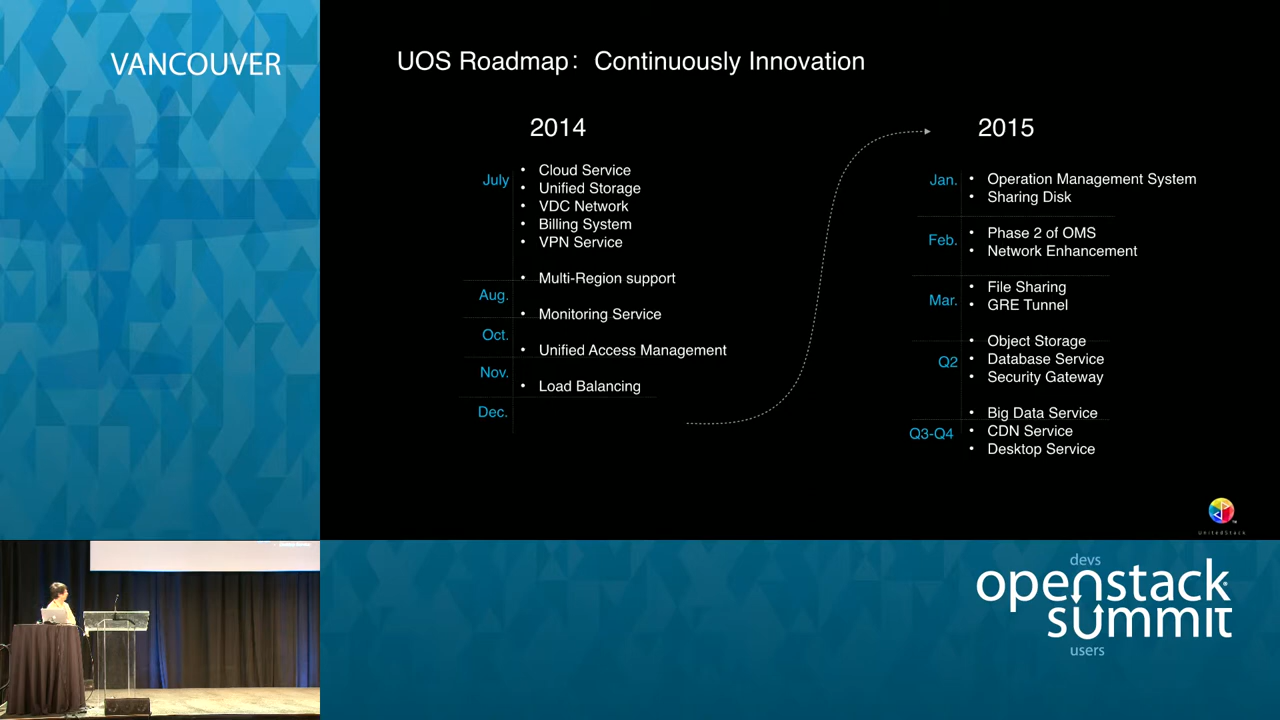 VANCOUVER
UOS Roadmap： Continuously Innovation
2014
July
• Cloud Service
• Unified Storage
• VDC Network
• Billing System
• VPN Service
• Multi-Region support
Aug.
• Monitoring Service
Oct.
• Unified Access Management
Nov.
• Load Balancing
Dec.
2015
Jan.
• Operation Management System
• Sharing Disk
Feb.
• Phase 2 of OMS
• Network Enhancement
Mar.
• File Sharing
• GRE Tunnel
Q2
• Object Storage
• Database Service
• Security Gateway
Q3-Q4
• Big Data Service
• CDN Service
• Desktop Service
UnitedStack
devs
openstack
summit
users